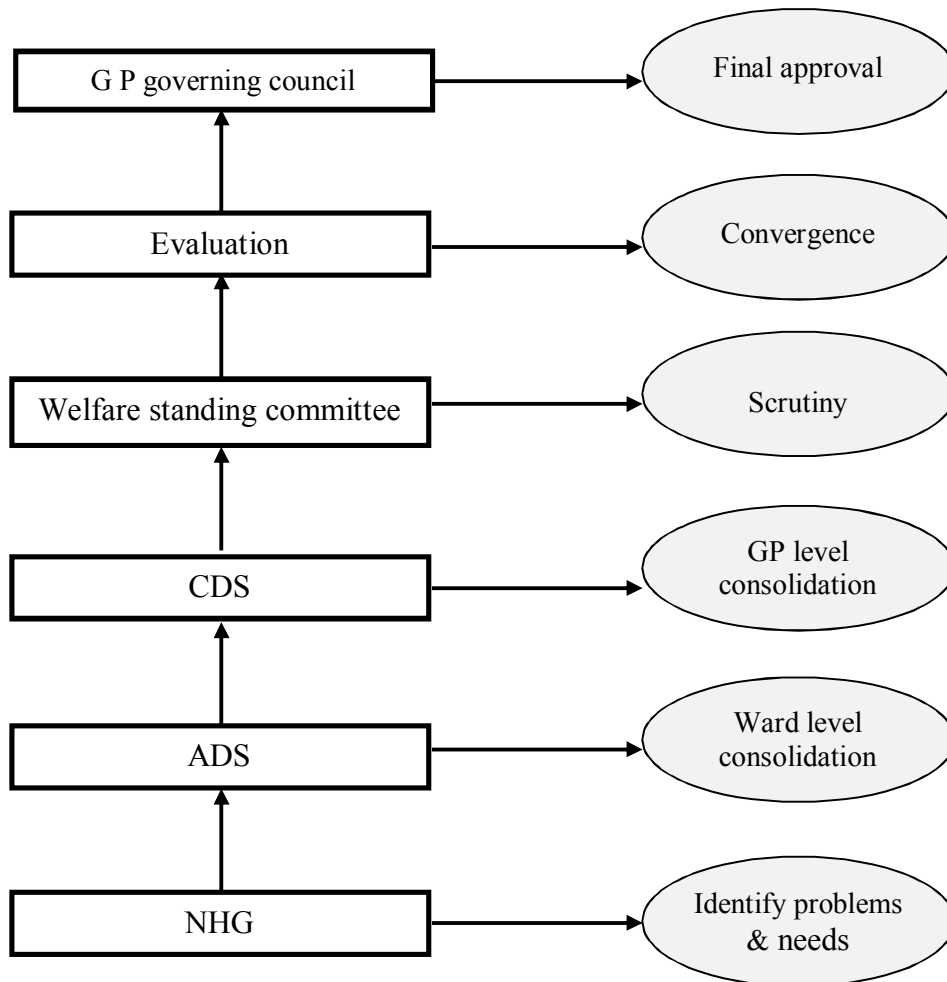 G P governing council
Final approval
Evaluation
Convergence
Welfare standing committee
Scrutiny
CDS
GP level
consolidation
ADS
Ward level
consolidation
NHG
Identify problems
& needs